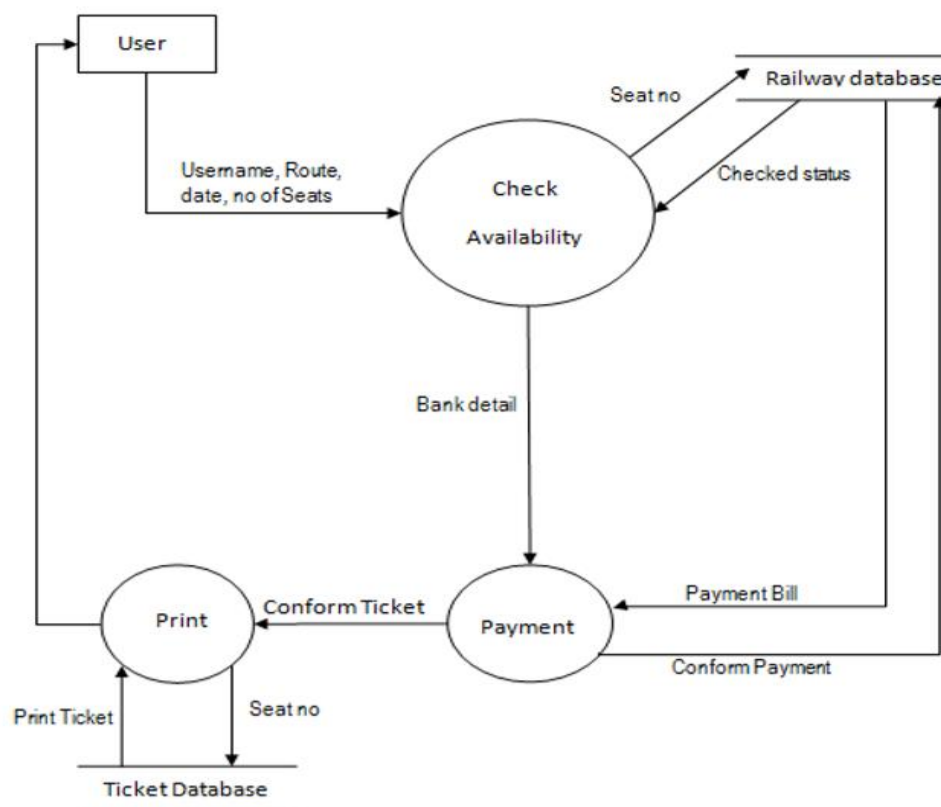 User
Railway database
Seat no
Username, Route,
date, no of Seats
Check
Availability
Checked status
Bank detail
Payment Bill
Conform Ticket
Print
Payment
Conform Payment
Print Ticket
Seat no
Ticket Database